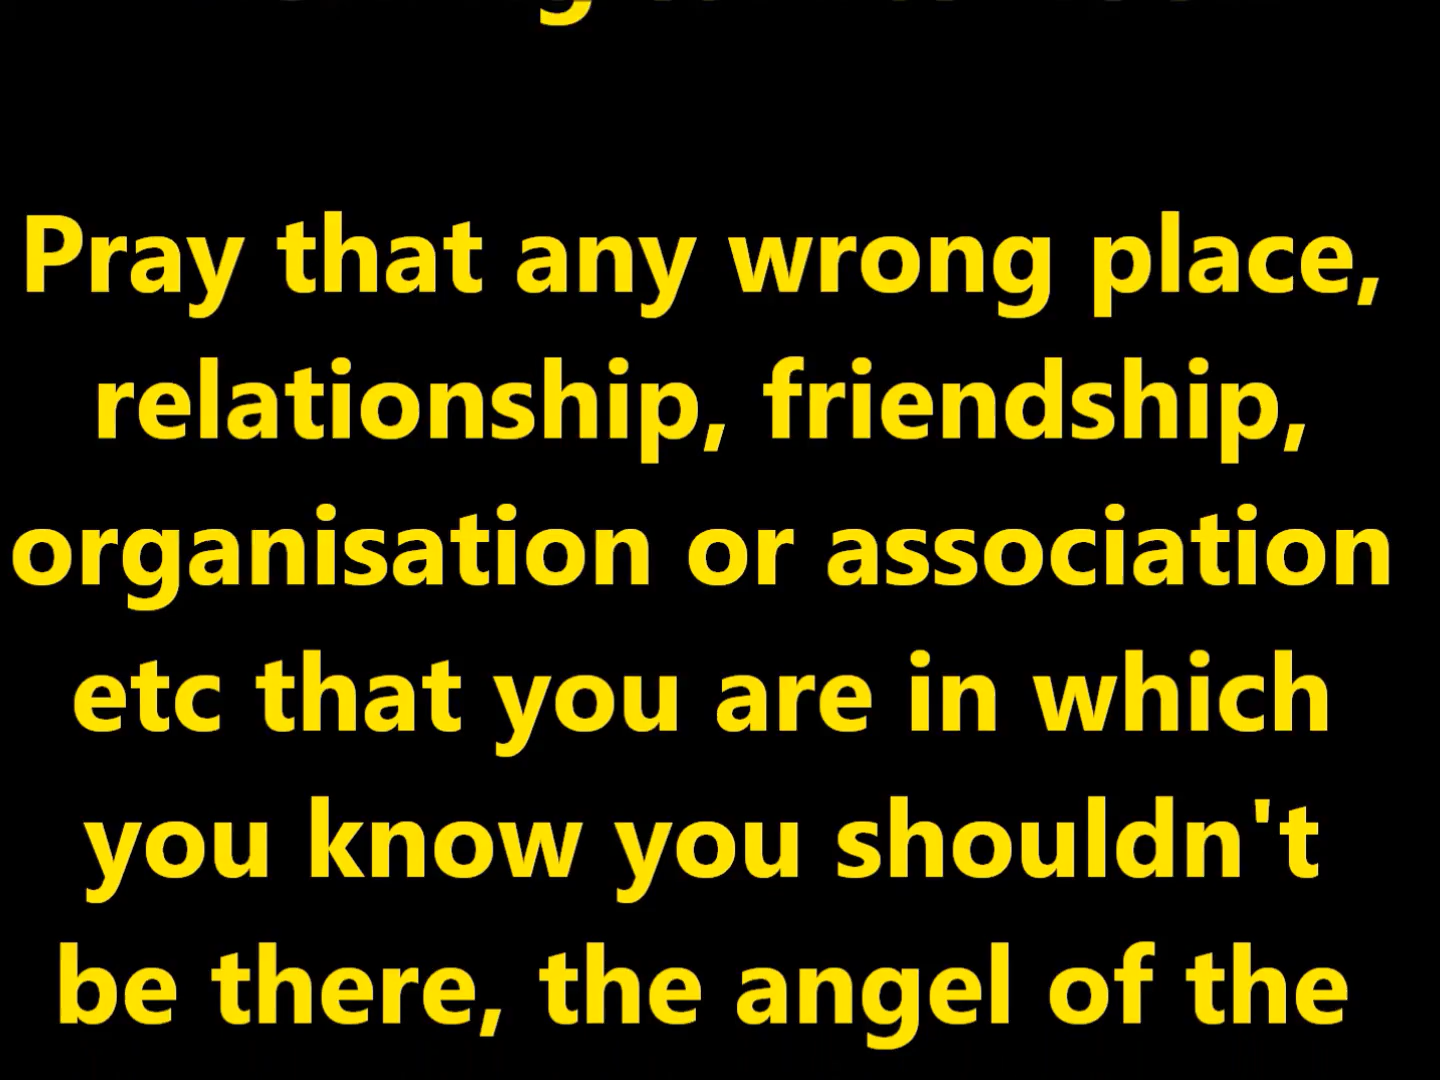 Pray that any wrong place,
relationship, friendship,
organisation or association
etc that you are in which
you know you shouldn't
be there, the angel of the